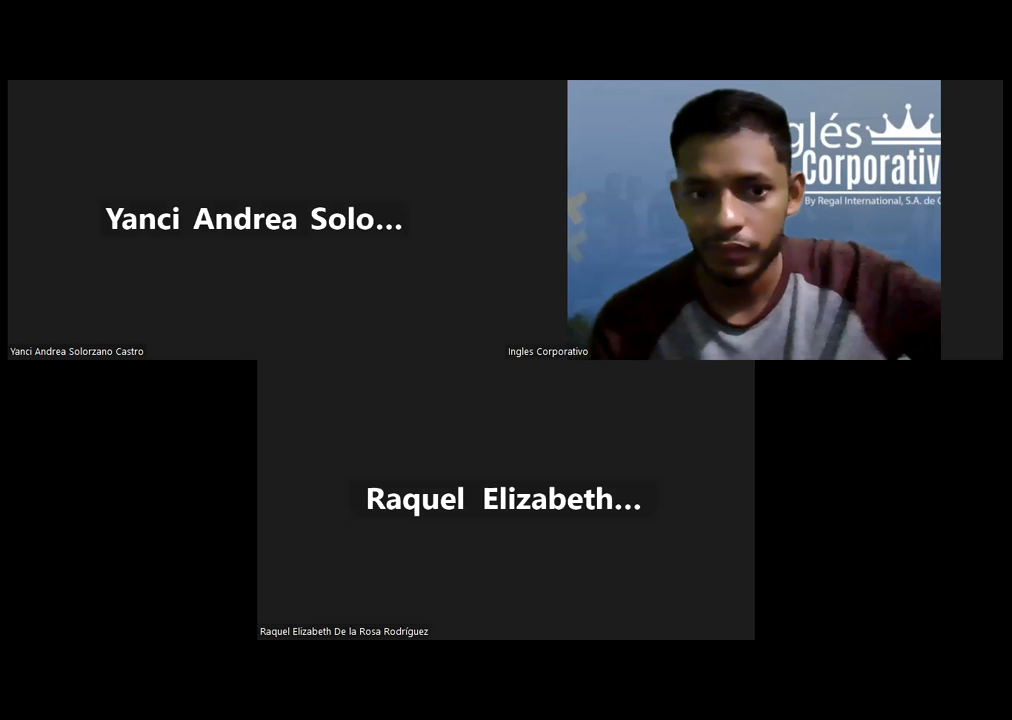 Yanci Andrea Solo...
glés
Corporativ
By Regal International, S.A. de C
Yanci Andrea Solorzano Castro
Ingles Corporativo
Raquel Elizabeth...
Raquel Elizabeth De la Rosa Rodríguez